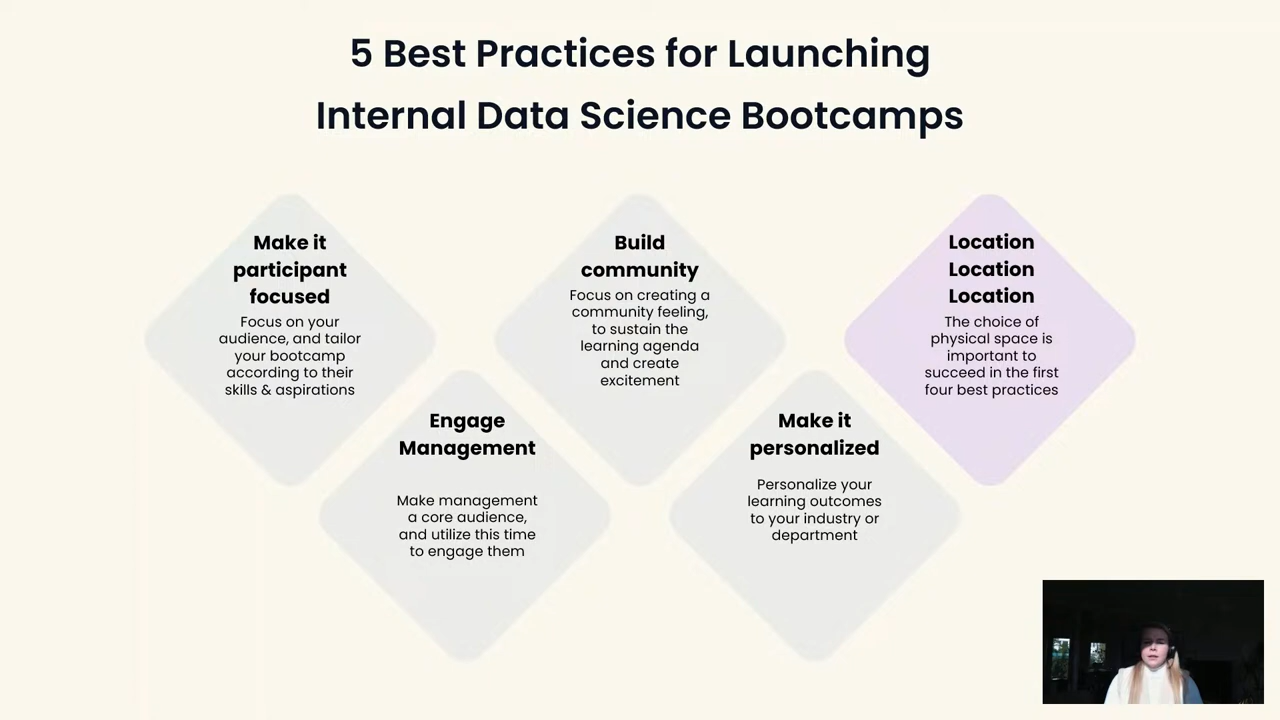 5 Best Practices for Launching
Internal Data Science Bootcamps
Make it
participant
focused
Focus on your
audience, and tailor
your bootcamp
according to their
skills & aspirations
Engage
Management
Make management
a core audience,
and utilize this time
to engage them
Build
community
Focus on creating a
community feeling,
to sustain the
learning agenda
and create
excitement
Make it
personalized
Personalize your
learning outcomes
to your industry or
department
Location
Location
Location
The choice of
physical space is
important to
succeed in the first
four best practices